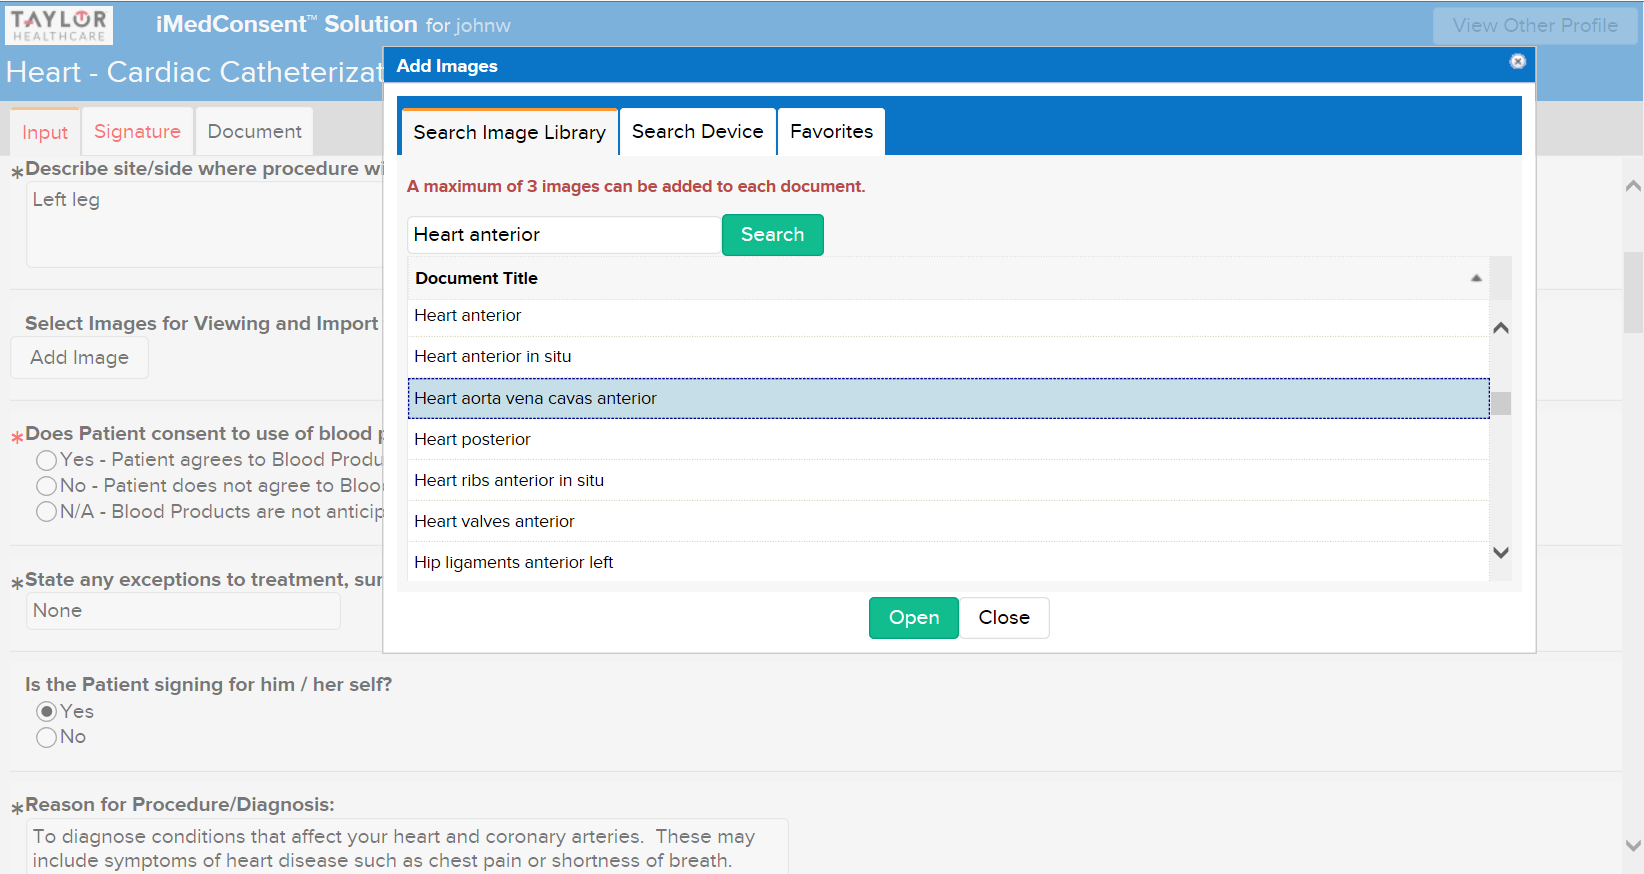 TAYLOR
HEALTHCARE
iMedConsent™ Solution for johnw
View Other Profile
Heart - Cardiac Catheterizat
Input
Signature
Document
Describe site/side where procedure wi
Left leg
Select Images for Viewing and Import
Add Image
*Does Patient consent to use of blood p
Yes - Patient agrees to Blood Produ
No - Patient does not agree to Bloo
N/A - Blood Products are not anticip
*State any exceptions to treatment, sur
None
Is the Patient signing for him / her self?
Yes
No
*Reason for Procedure/Diagnosis:
To diagnose conditions that affect your heart and coronary arteries. These may
include symptoms of heart disease such as chest pain or shortness of breath.
Add Images
Search Image Library
Search Device
Favorites
A maximum of 3 images can be added to each document.
Heart anterior
Search
Document Title
Heart anterior
Heart anterior in situ
Heart aorta vena cavas anterior
Heart posterior
Heart ribs anterior in situ
Heart valves anterior
Hip ligaments anterior left
Open
Close